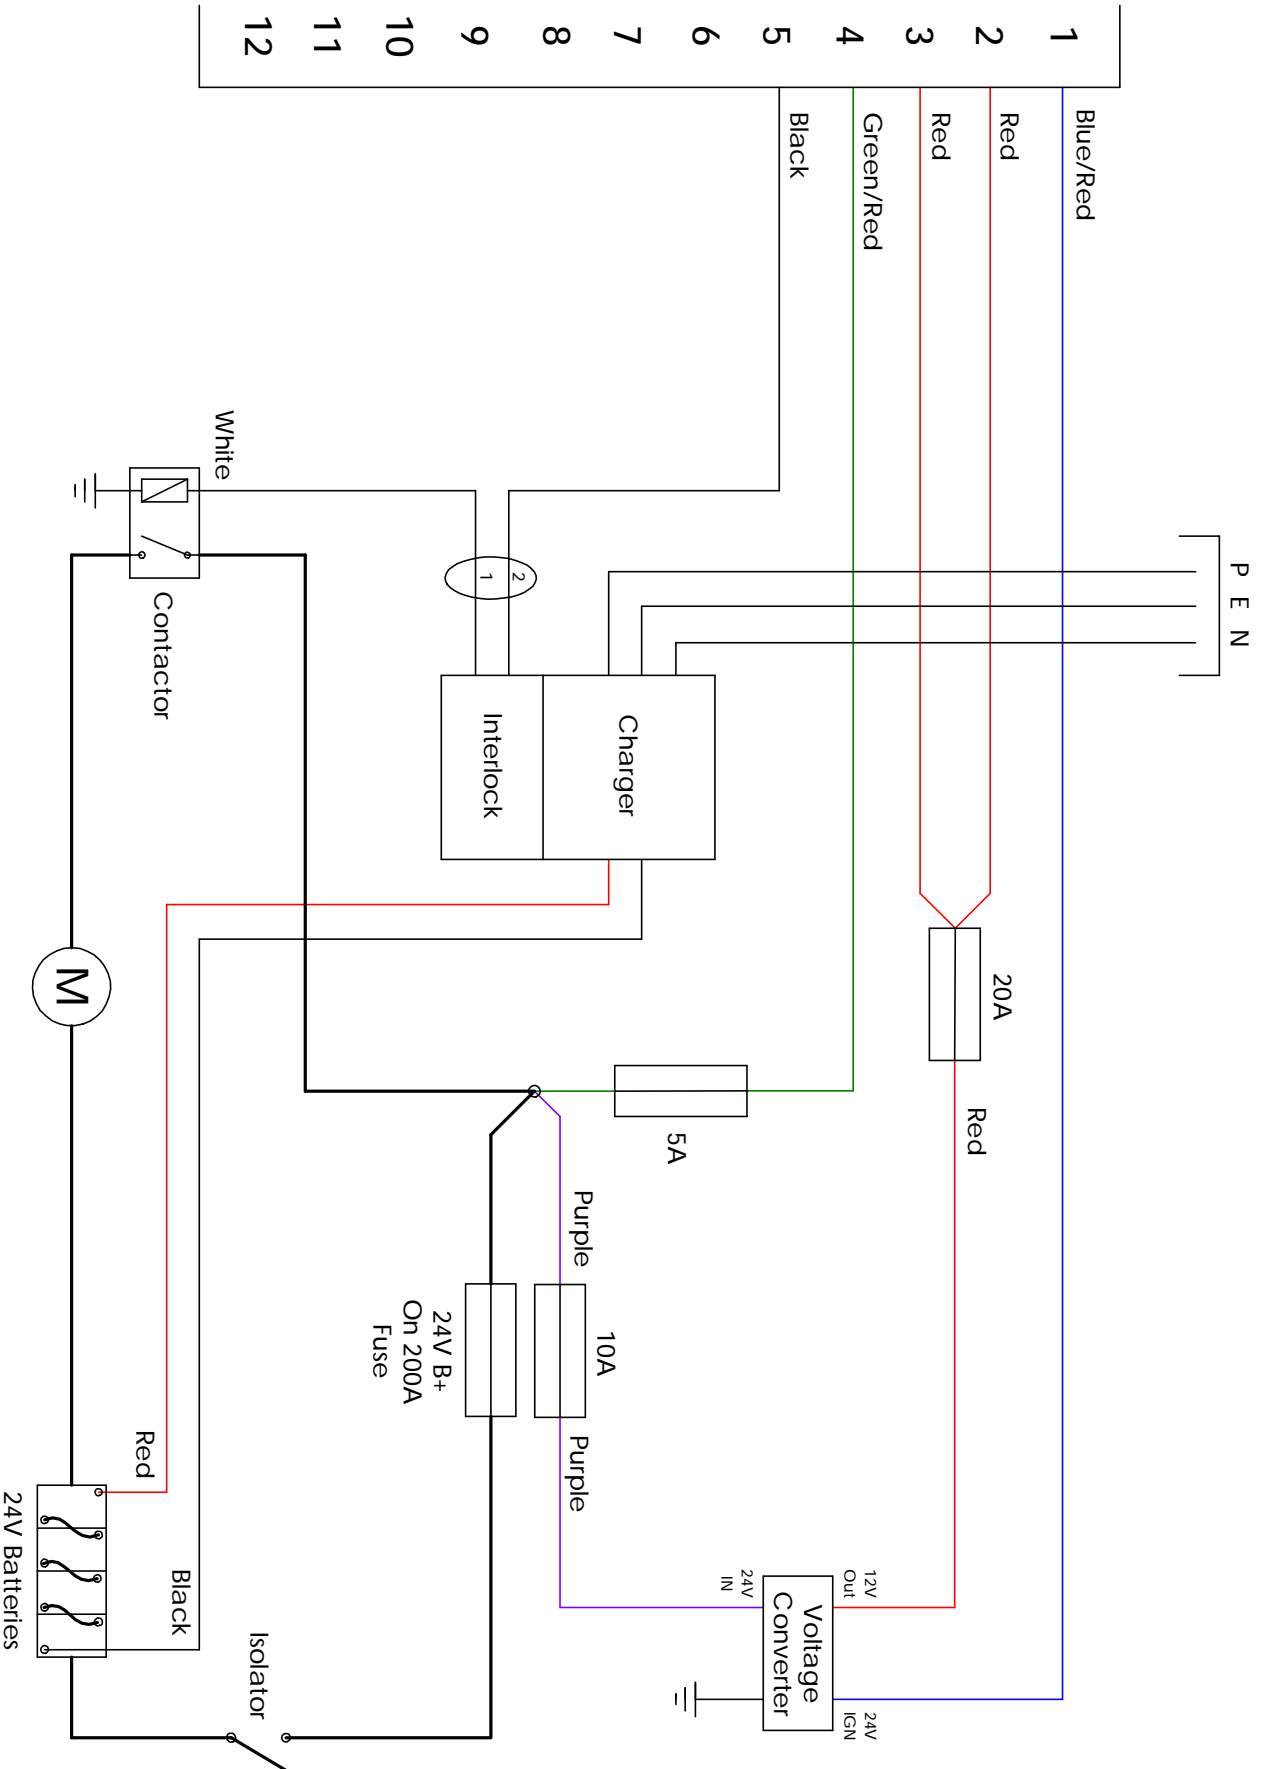 1
2
3
4
5
6
7
8
9
10
11
12
Blue/Red
Red
Red
Green/Red
Black
P E N
White
Contactor
2
1
Charger
Interlock
20A
Red
5A
M
Purple
10A
Purple
24V B+
On 200A
Fuse
Red
Black
24V Batteries
Isolator
12V
Out
24V
IN
Voltage
Converter
24V
IGN